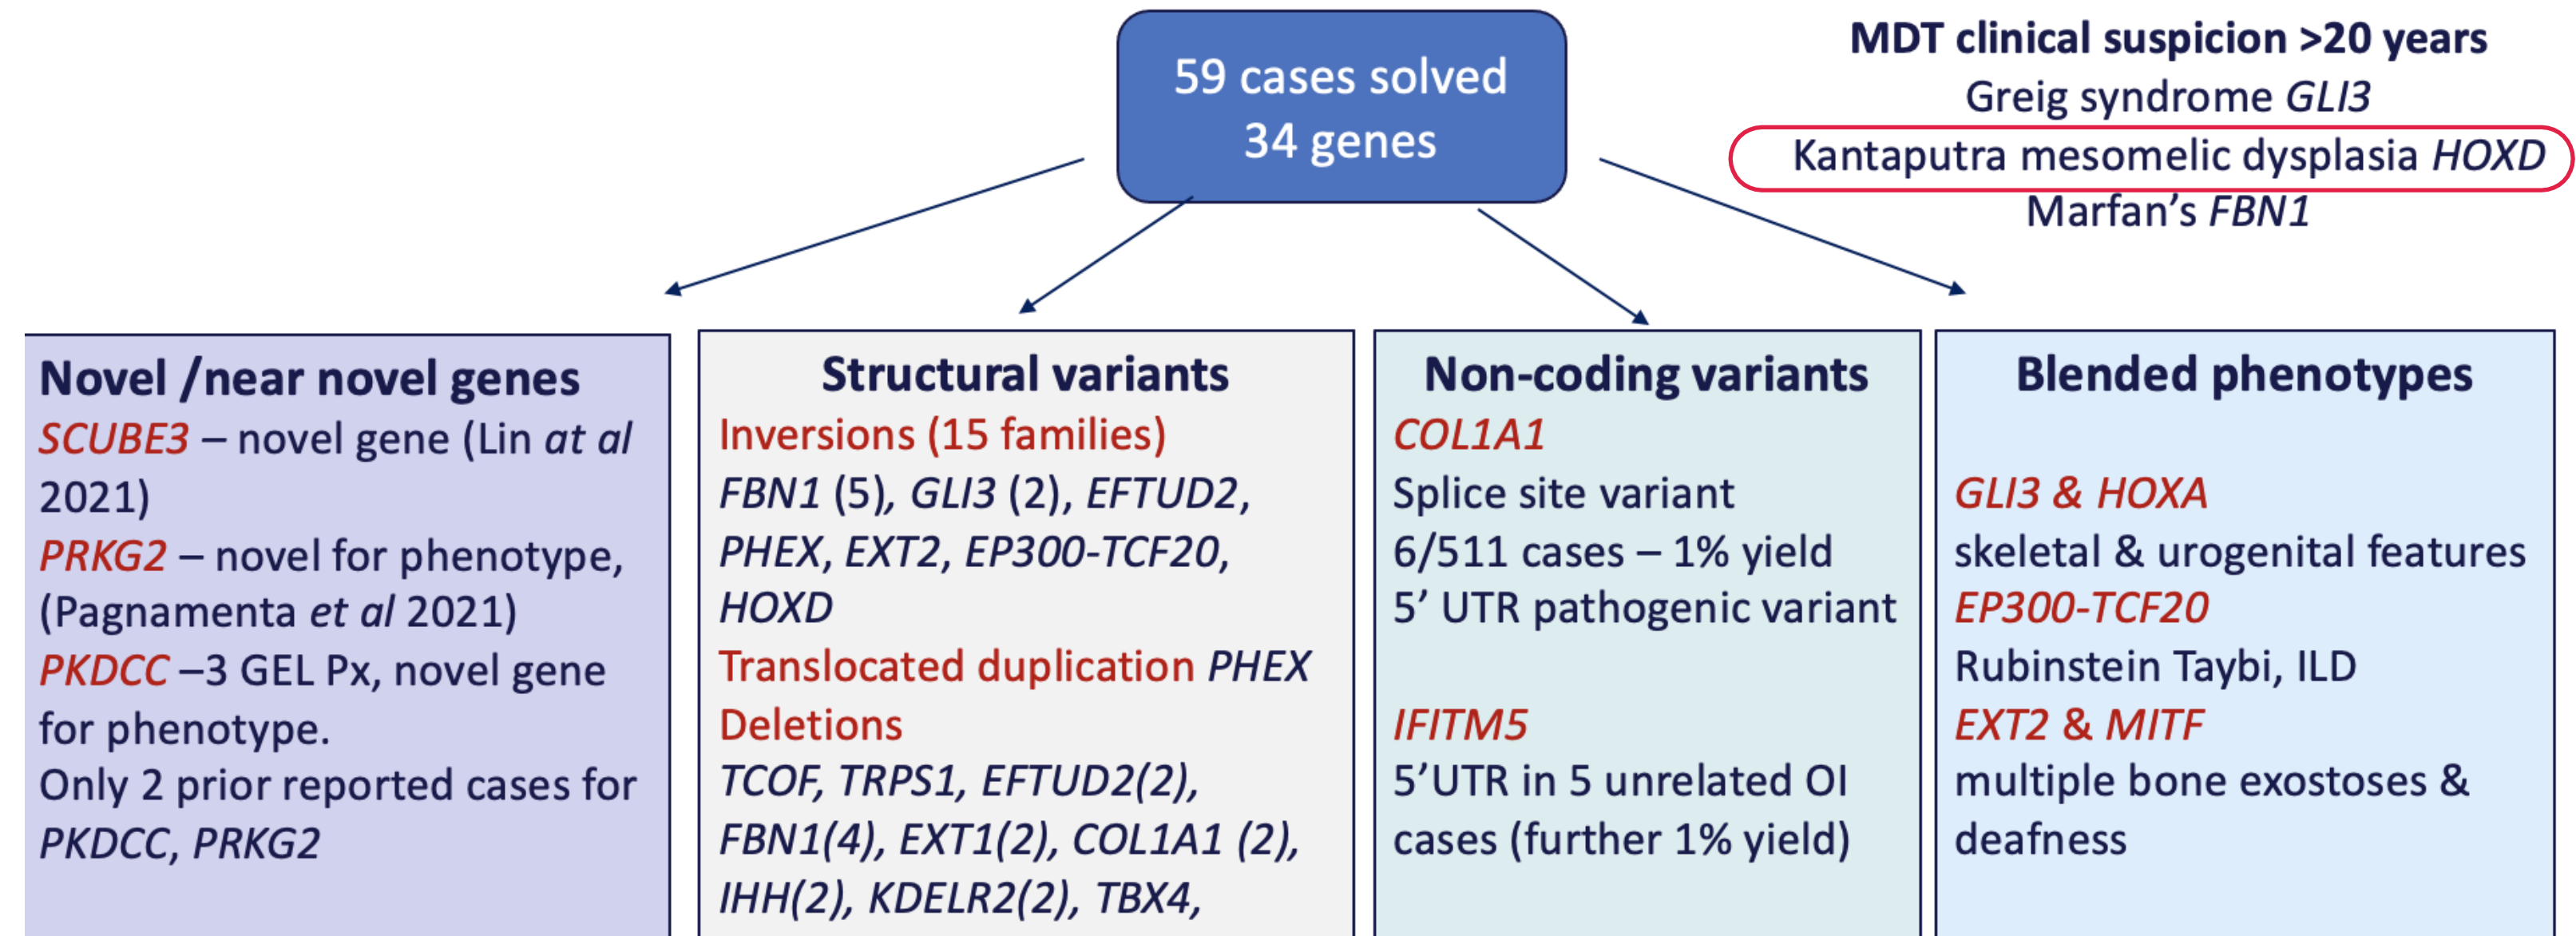 59 cases solved
34 genes
MDT clinical suspicion >20 years
Greig syndrome GLI3
Kantaputra mesomelic dysplasia HOXD
Marfan’s FBN1
Novel /near novel genes
SCUBE3 – novel gene (Lin at al
2021)
PRKG2 – novel for phenotype,
(Pagnamenta et al 2021)
PKDCC –3 GEL Px, novel gene
for phenotype.
Only 2 prior reported cases for
PKDCC, PRKG2
Structural variants
Inversions (15 families)
FBN1 (5), GLI3 (2), EFTUD2,
PHEX, EXT2, EP300-TCF20,
HOXD
Translocated duplication PHEX
Deletions
TCOF, TRPS1, EFTUD2(2),
FBN1(4), EXT1(2), COL1A1 (2),
IHH(2), KDELR2(2), TBX4,
Non-coding variants
COL1A1
Splice site variant
6/511 cases – 1% yield
5’ UTR pathogenic variant
IFITM5
5’UTR in 5 unrelated OI
cases (further 1% yield)
Blended phenotypes
GLI3 & HOXA
skeletal & urogenital features
EP300-TCF20
Rubinstein Taybi, ILD
EXT2 & MITF
multiple bone exostoses &
deafness